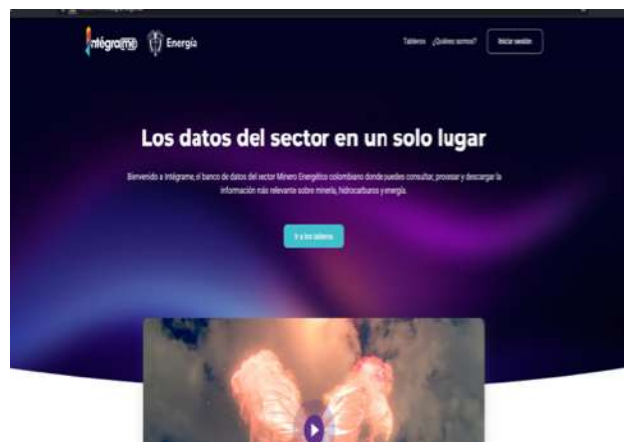 Intégrame Energía
Tableros ¿Quiénes somos? Iniciar sesión
Los datos del sector en un solo lugar
Bienvenido a Intégrame, el banco de datos del sector Minero Energético colombiano donde puedes consultar, procesar y descargar la
información más relevante sobre minería, hidrocarburos y energía.
Ir a los tableros